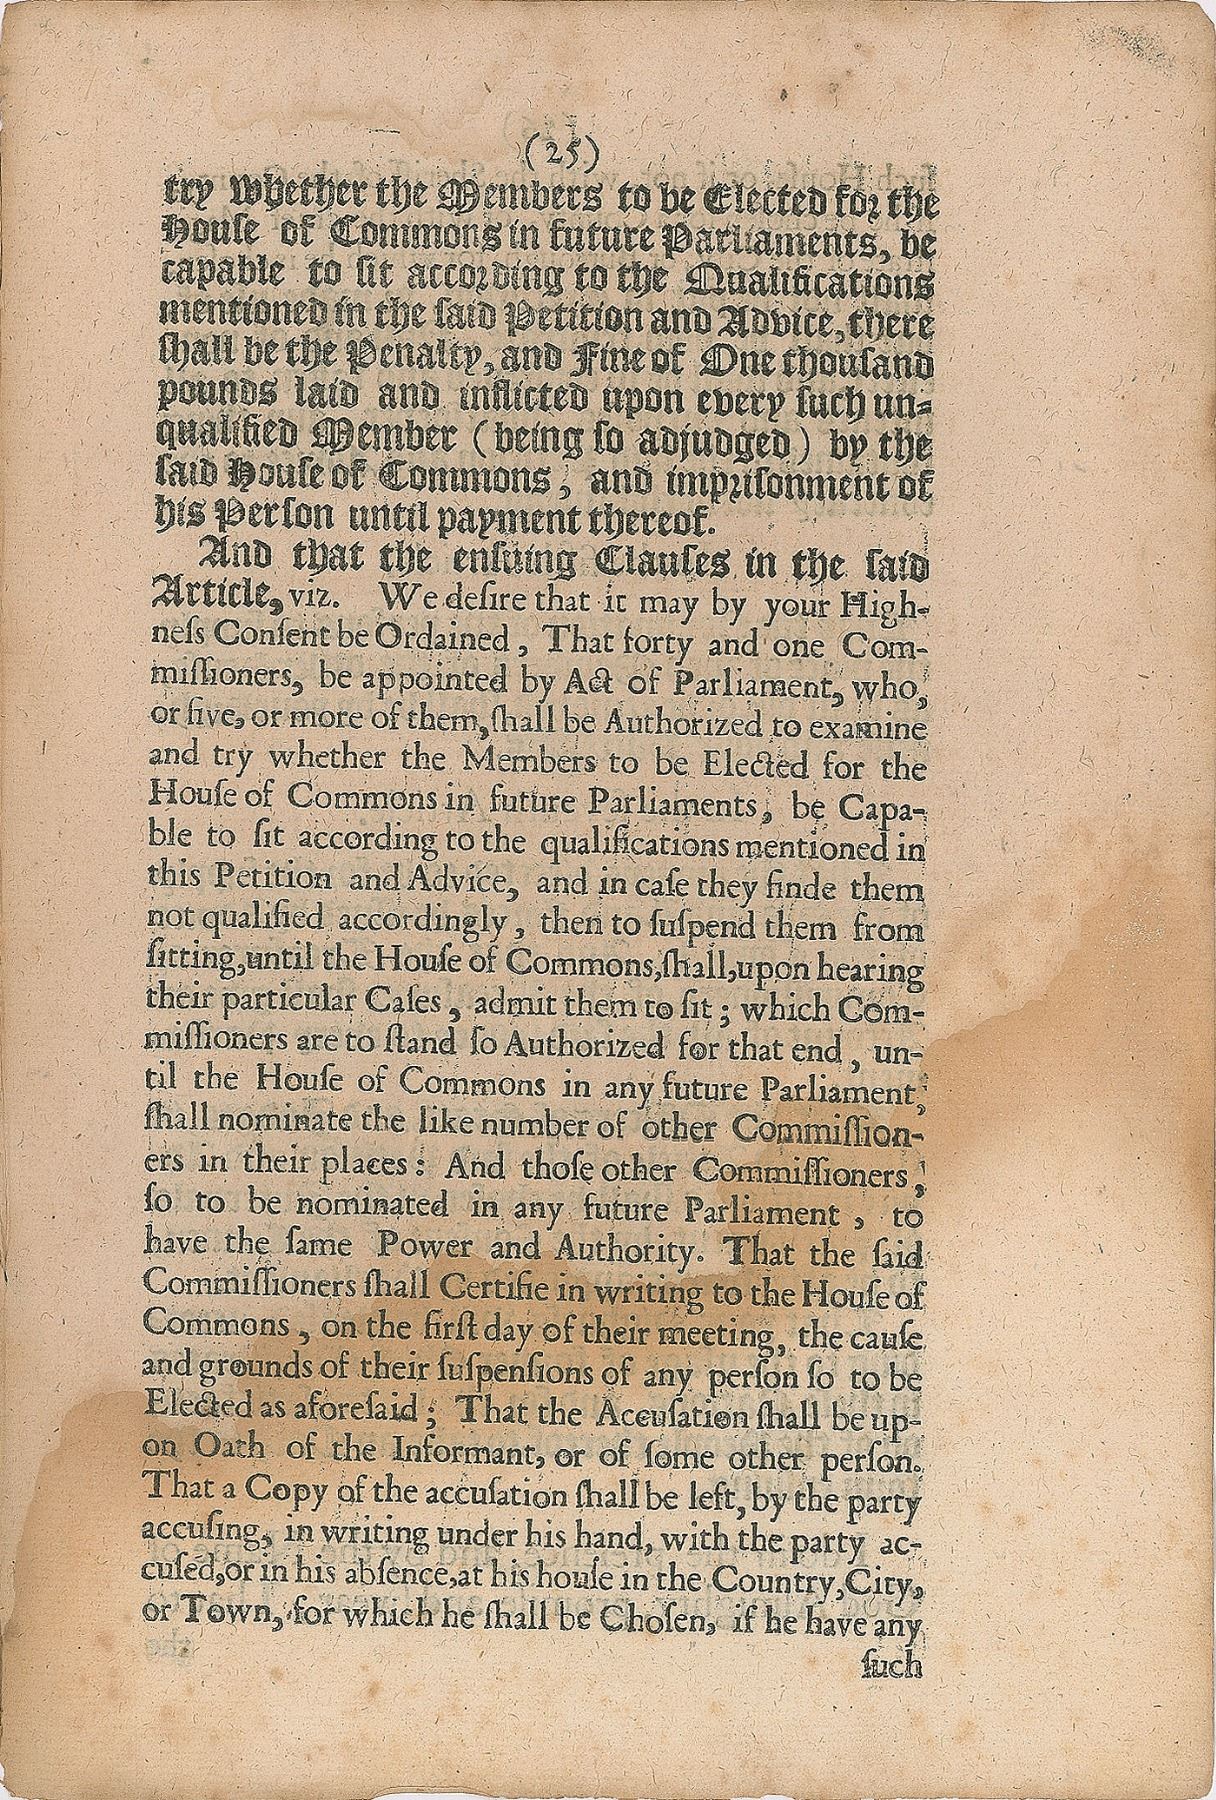 (25)
try whether the Members to be Elected for the
Houſe of Commons in future Parliaments, be
capable to ſit according to the Qualifications
mentioned in the ſaid Petition and Advice, there
ſhall be the Penalty, and Fine of One thouſand
pounds laid and inflicted upon every ſuch un-
qualified Member (being ſo adjudged) by the
ſaid Houſe of Commons, and impriſonment of
his Perſon until payment thereof.
And that the enſuing Clauſes in the ſaid
Article, viz. We deſire that it may by your High-
neſs Conſent be Ordained, That forty and one Com-
miſſioners, be appointed by Act of Parliament, who,
or five, or more of them, ſhall be Authorized to examine
and try whether the Members to be Elected for the
Houſe of Commons in future Parliaments, be Capa-
ble to ſit according to the qualifications mentioned in
this Petition and Advice, and in caſe they finde them
not qualified accordingly, then to ſuſpend them from
ſitting, until the Houſe of Commons, ſhall, upon hearing
their particular Caſes, admit them to ſit; which Com-
miſſioners are to ſtand ſo Authorized for that end, un-
til the Houſe of Commons in any future Parliament,
ſhall nominate the like number of other Commiſſion-
ers in their places: And thoſe other Commiſſioners,
ſo to be nominated in any future Parliament, to
have the ſame Power and Authority. That the ſaid
Commiſſioners ſhall Certifie in writing to the Houſe of
Commons, on the firſt day of their meeting, the cauſe
and grounds of their ſuſpenſions of any perſon ſo to be
Elected as aforeſaid; That the Accuſation ſhall be up-
on Oath of the Informant, or of ſome other perſon.
That a Copy of the accuſation ſhall be left, by the party
accuſing, in writing under his hand, with the party ac-
cuſed, or in his abſence, at his houſe in the Country, City,
or Town, for which he ſhall be Choſen, if he have any
ſuch